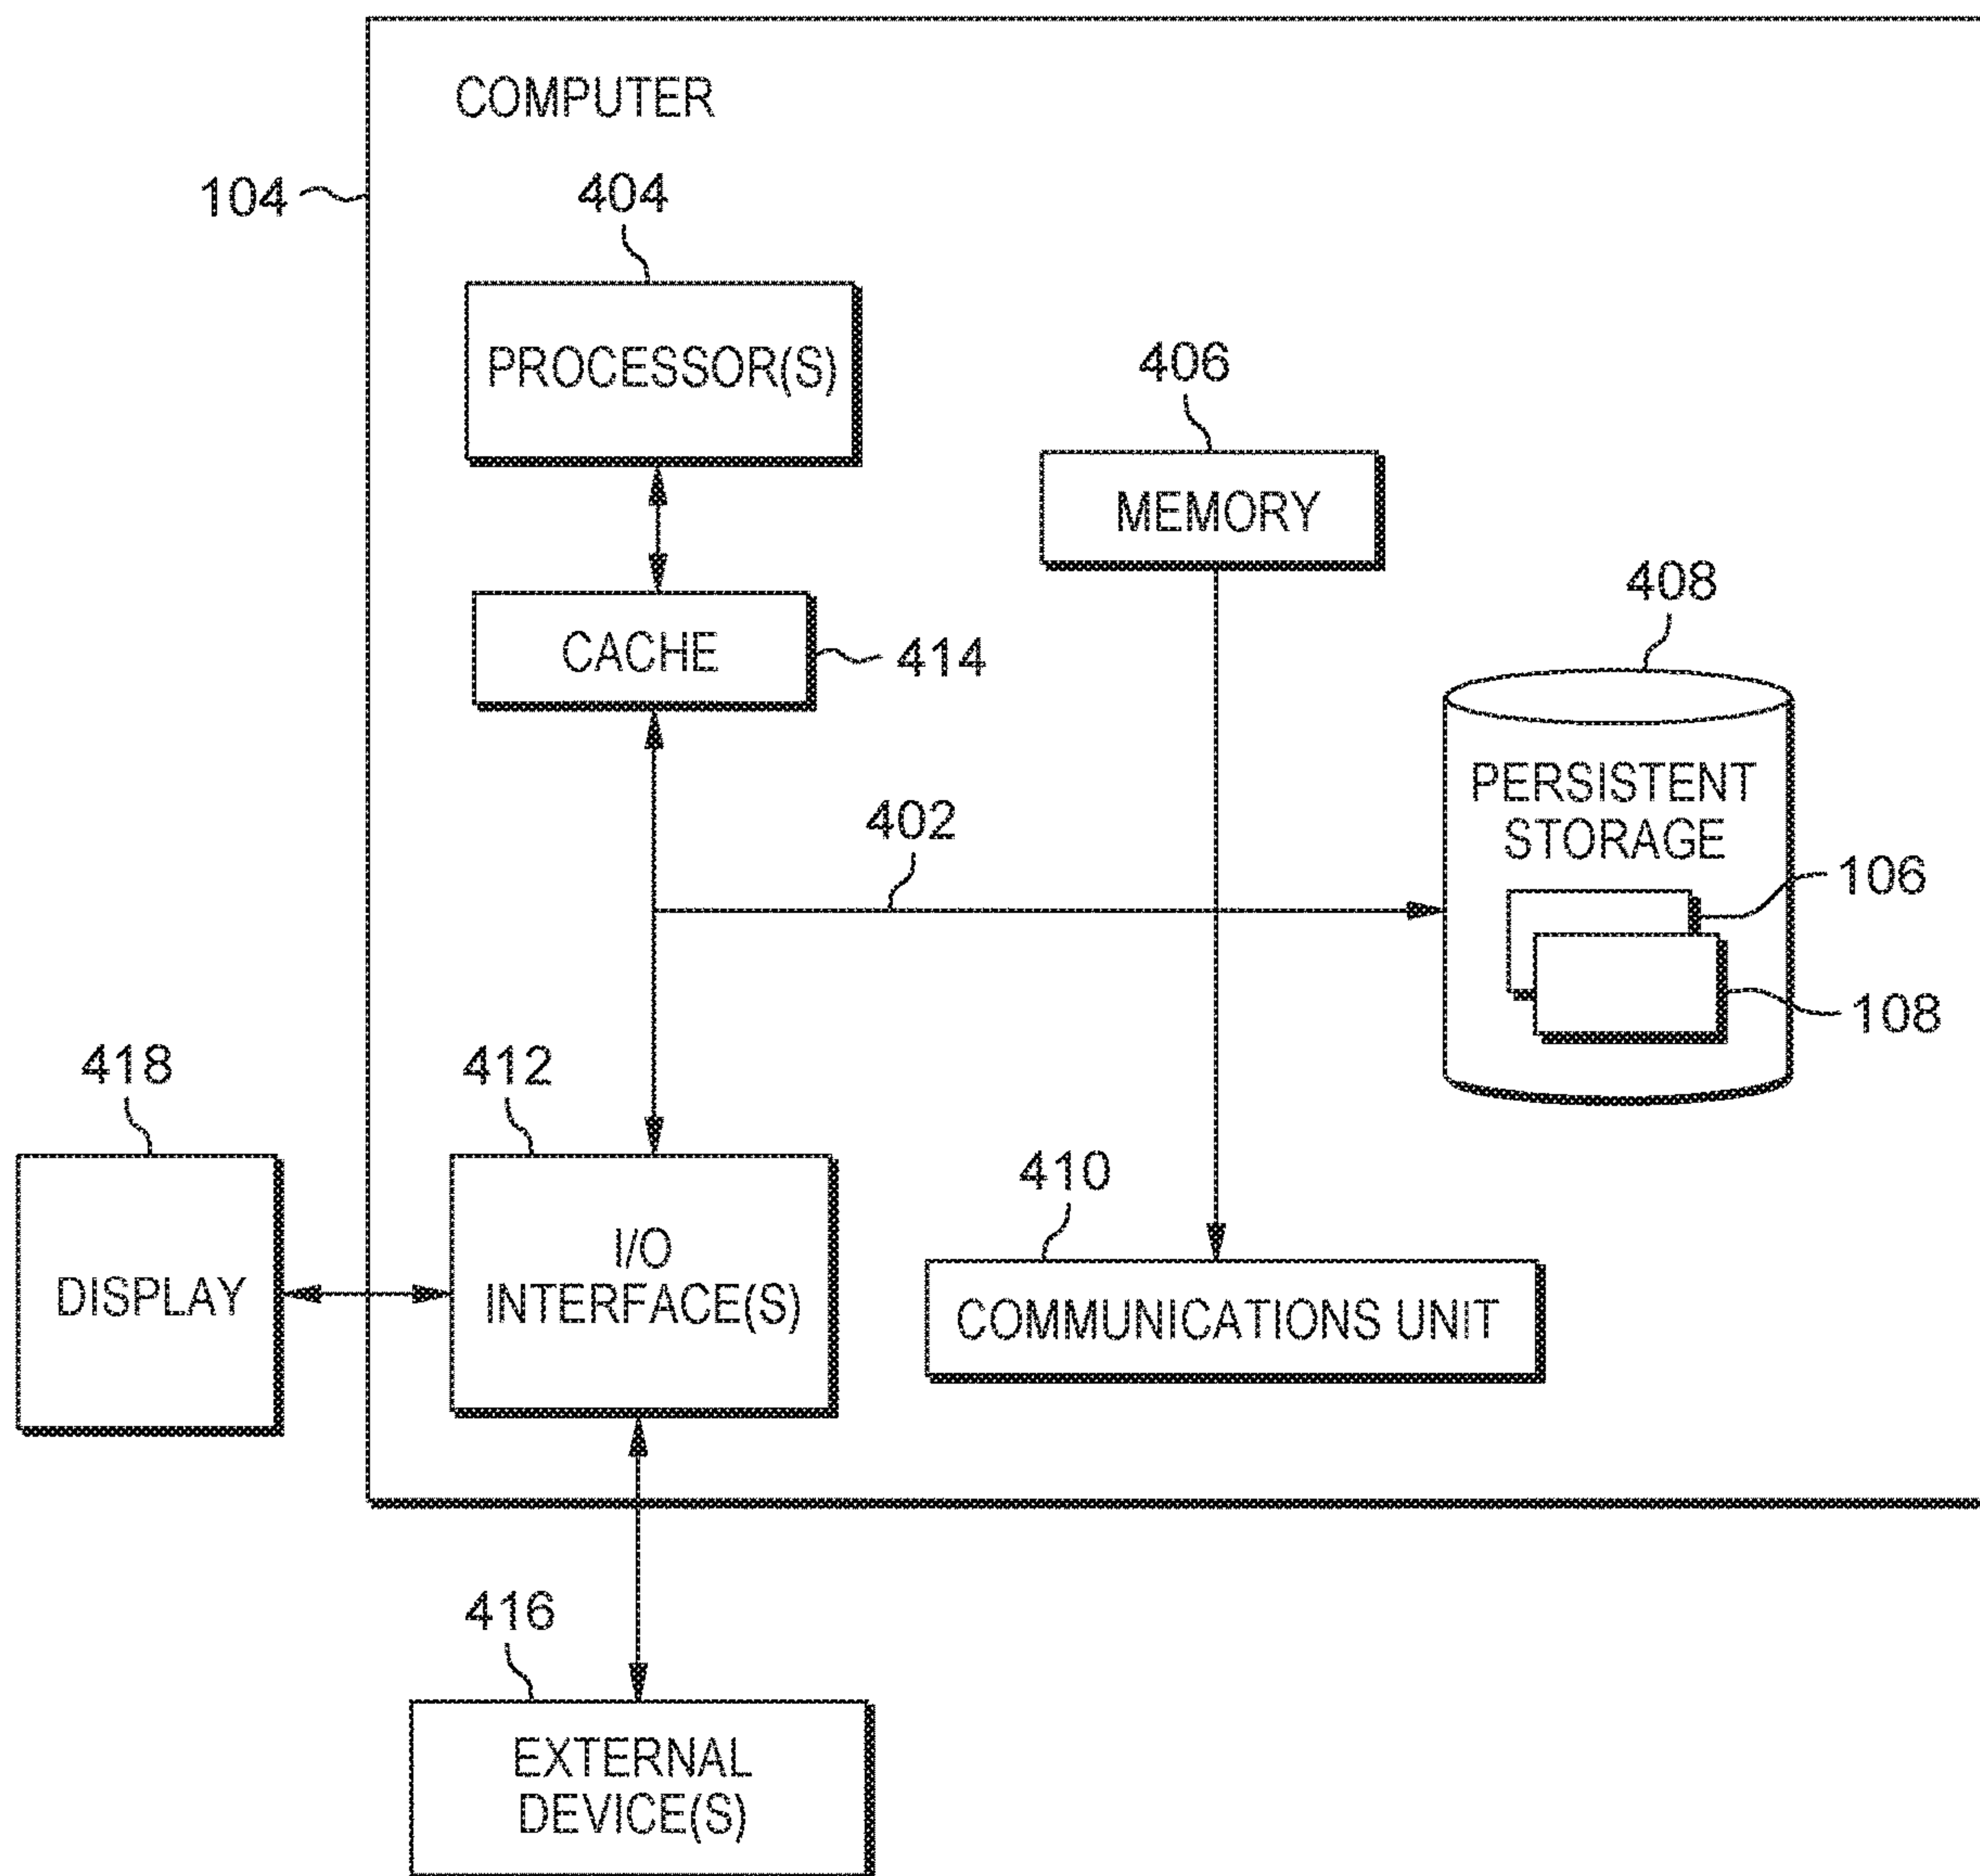 COMPUTER
104
404
PROCESSOR(S)
406
MEMORY
CACHE
414
408
PERSISTENT
STORAGE
402
106
108
418
412
DISPLAY
I/O
INTERFACE(S)
410
COMMUNICATIONS UNIT
416
EXTERNAL
DEVICE(S)